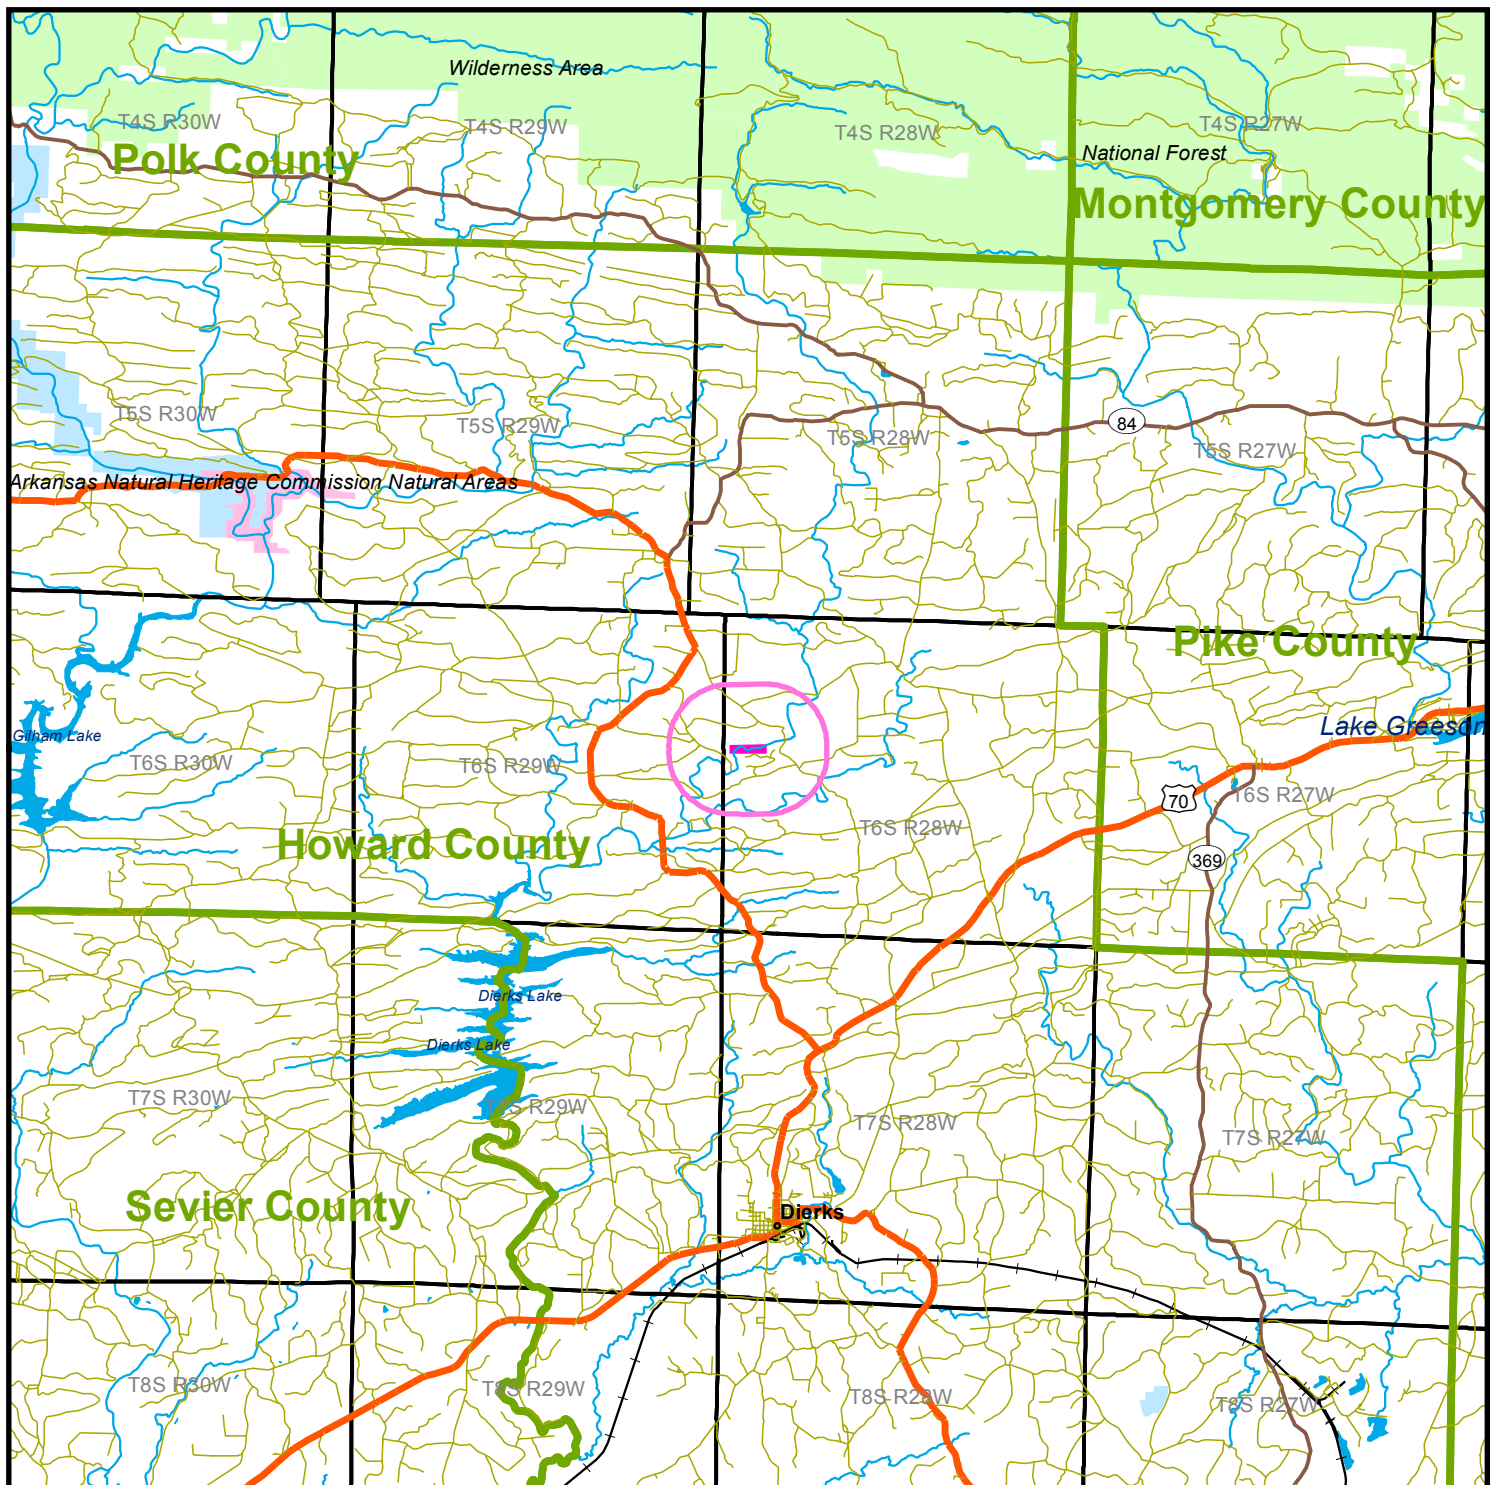 Wilderness Area
T4S R30W
T4S R29W
T4S R28W
T4S R27W
Polk County
National Forest
Montgomery County
T5S R30W
T5S R29W
T5S R28W
84
T5S R27W
Arkansas Natural Heritage Commission Natural Areas
Pike County
Lake Greeson
Gilham Lake
T6S R30W
T6S R29W
70
T6S R27W
T6S R28W
Howard County
369
Dierks Lake
Dierks Lake
T7S R30W
T7S R29W
T7S R28W
T7S R27W
Sevier County
Dierks
T8S R30W
T8S R29W
T8S R28W
T8S R27W